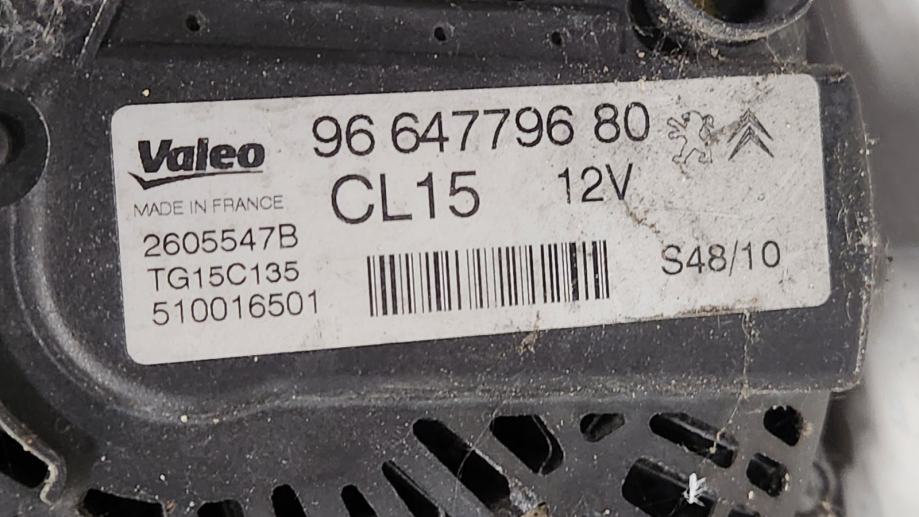 Valeo
96 647796 80
MADE IN FRANCE
CL15
12V
2605547B
TG15C135
510016501
S48/10